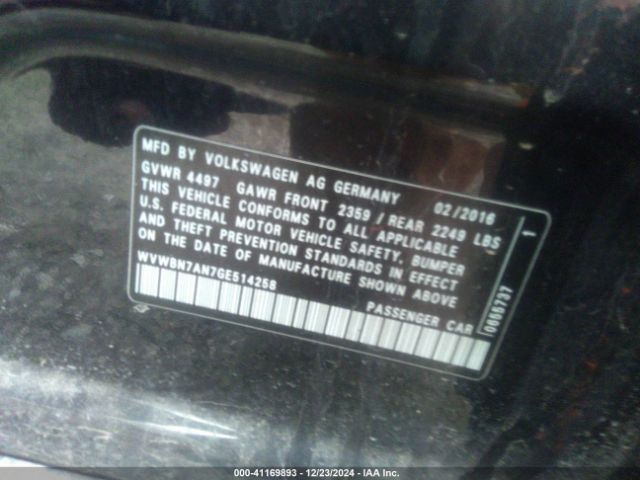 MFD BY VOLKSWAGEN AG GERMANY 02/2016
GVWR 4497 GAWR FRONT 2359 / REAR 2249 LBS
THIS VEHICLE CONFORMS TO ALL APPLICABLE
U.S. FEDERAL MOTOR VEHICLE SAFETY, BUMPER
AND THEFT PREVENTION STANDARDS IN EFFECT
ON THE DATE OF MANUFACTURE SHOWN ABOVE
WVWBN7AN7GE514258
PASSENGER CAR
000-41169893 - 12/23/2024 - IAA Inc.